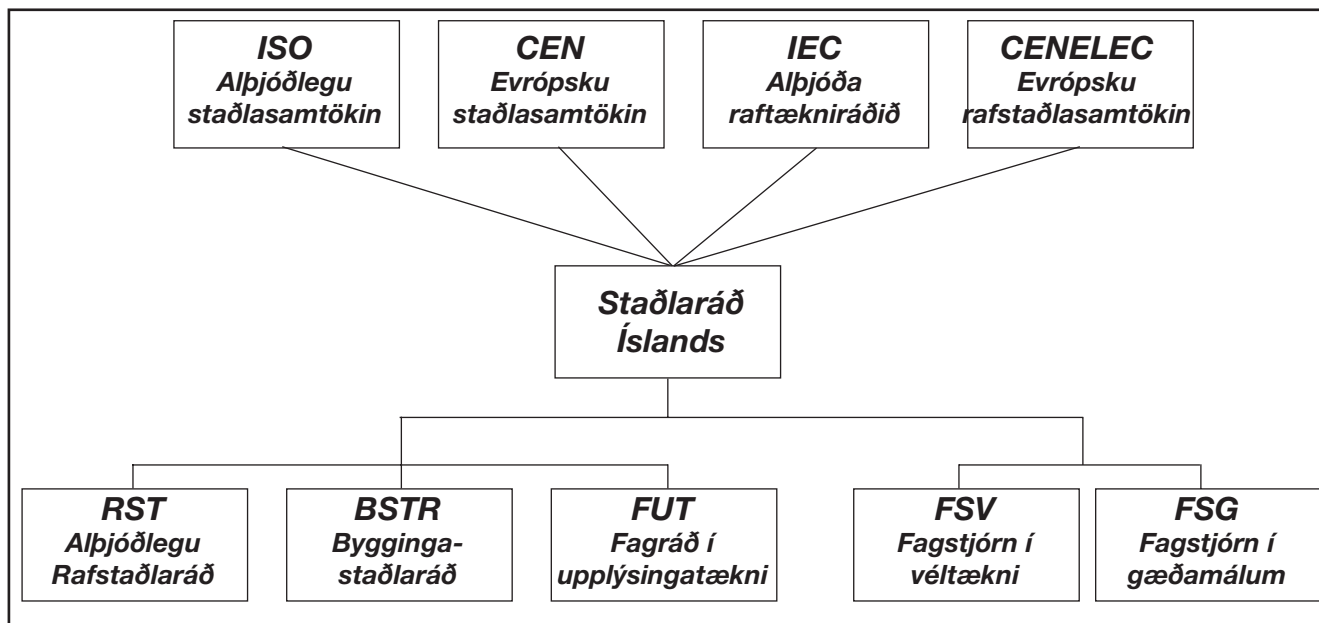 ISO
Alþjóðlegu
staðlasamtökin
CEN
Evrópsku
staðlasamtökin
IEC
Alþjóða
raftækniráðið
CENELEC
Evrópsku
rafstaðlasamtökin
Staðlaráð
Íslands
RST
Alþjóðlegu
Rafstaðlaráð
BSTR
Bygginga-
staðlaráð
FUT
Fagráð í
upplýsingatækni
FSV
Fagstjórn í
véltækni
FSG
Fagstjórn í
gæðamálum